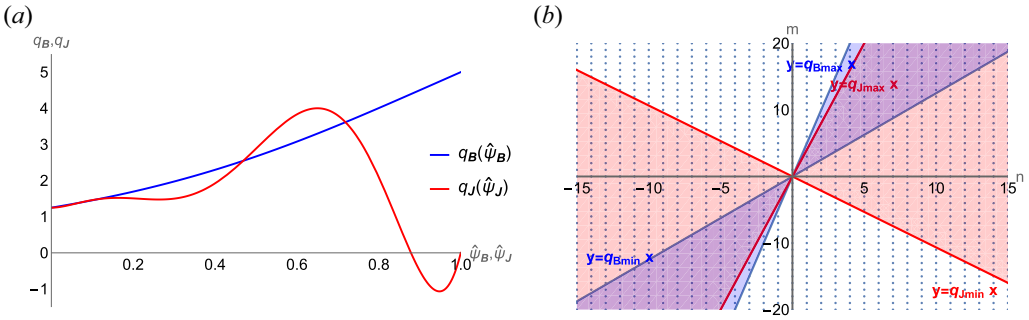 (a)
q_B,q_J
5
4
3
2
1
0
−1
0.2
0.4
0.6
0.8
1.0
ψ̂_B,ψ̂_J
q_B(ψ̂_B)
q_J(ψ̂_J)
(b)
m
20
10
−10
−20
−15
−10
−5
5
10
15
n
y=q_Bmax x
y=q_Jmax x
y=q_Bmin x
y=q_Jmin x